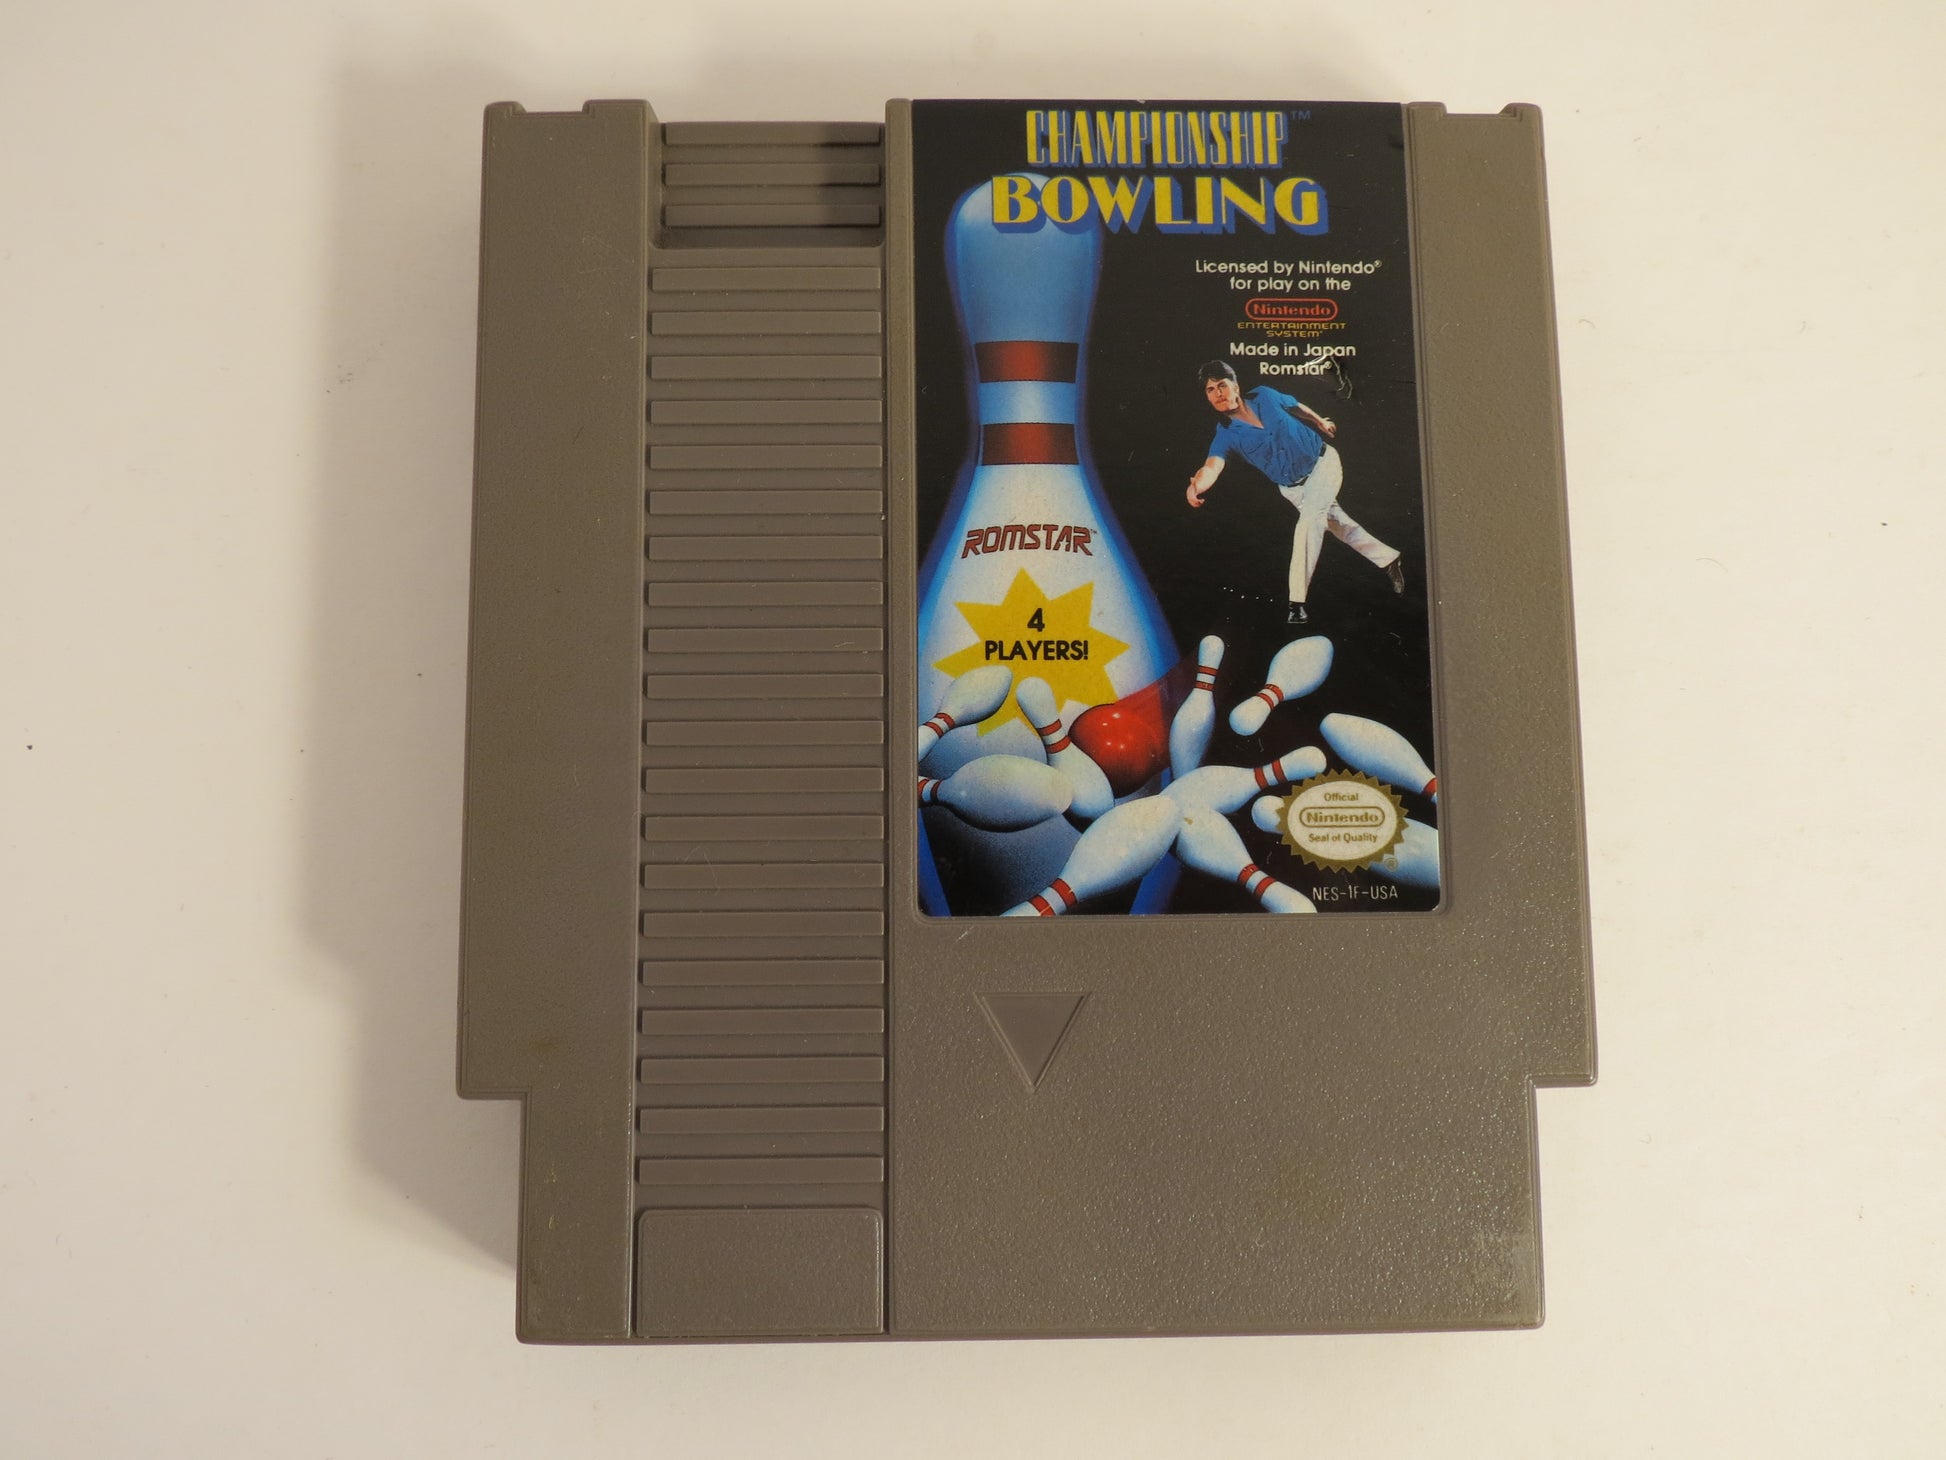 CHAMPIONSHIP™
BOWLING
Licensed by Nintendo®
for play on the
Nintendo
ENTERTAINMENT
SYSTEM®
Made in Japan
Romstar®
ROMSTAR™
4
PLAYERS!
Official
Nintendo
Seal of Quality
®
NES-1F-USA